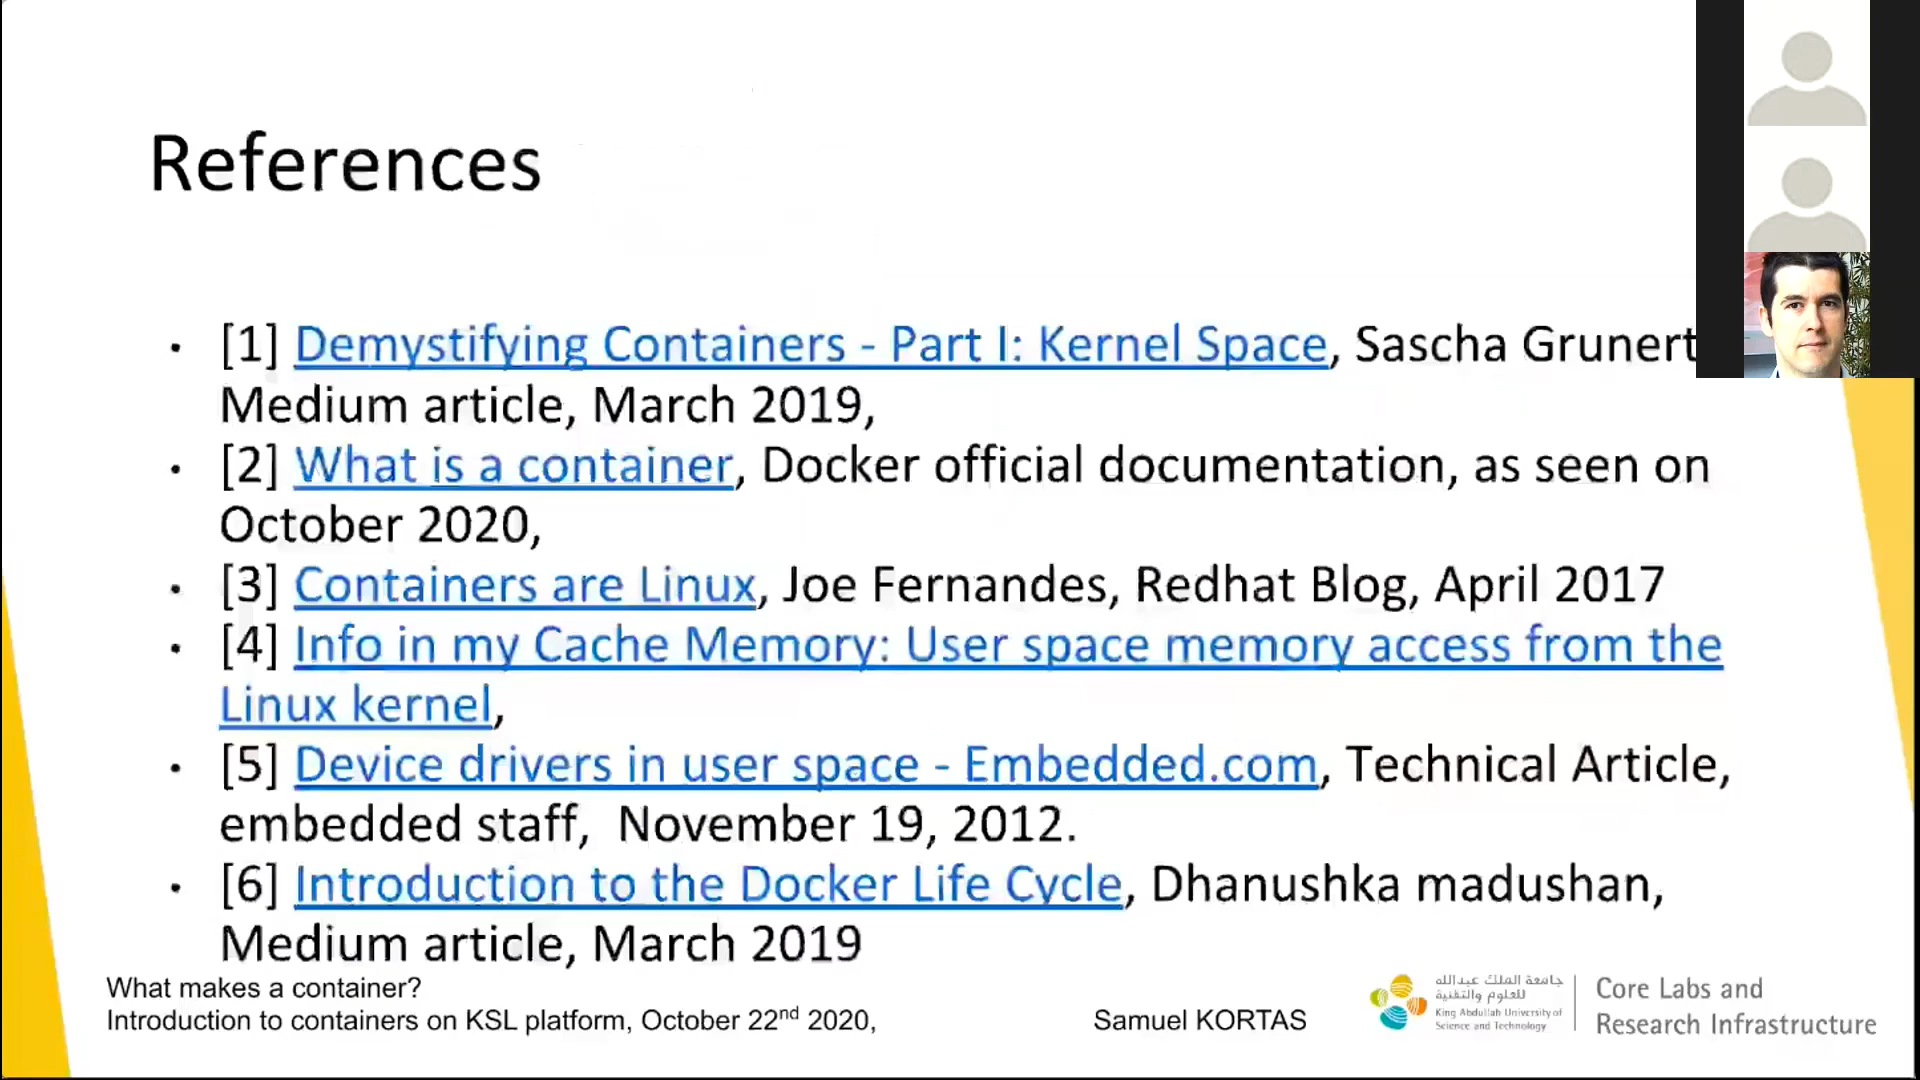 References
• [1] Demystifying Containers - Part I: Kernel Space, Sascha Grunert
Medium article, March 2019,
• [2] What is a container, Docker official documentation, as seen on
October 2020,
• [3] Containers are Linux, Joe Fernandes, Redhat Blog, April 2017
• [4] Info in my Cache Memory: User space memory access from the
Linux kernel,
• [5] Device drivers in user space - Embedded.com, Technical Article,
embedded staff,  November 19, 2012.
• [6] Introduction to the Docker Life Cycle, Dhanushka madushan,
Medium article, March 2019
What makes a container?
Introduction to containers on KSL platform, October 22nd 2020,
Samuel KORTAS
جامعة الملك عبدالله
للعلوم والتقنية
King Abdullah University of
Science and Technology
Core Labs and
Research Infrastructure